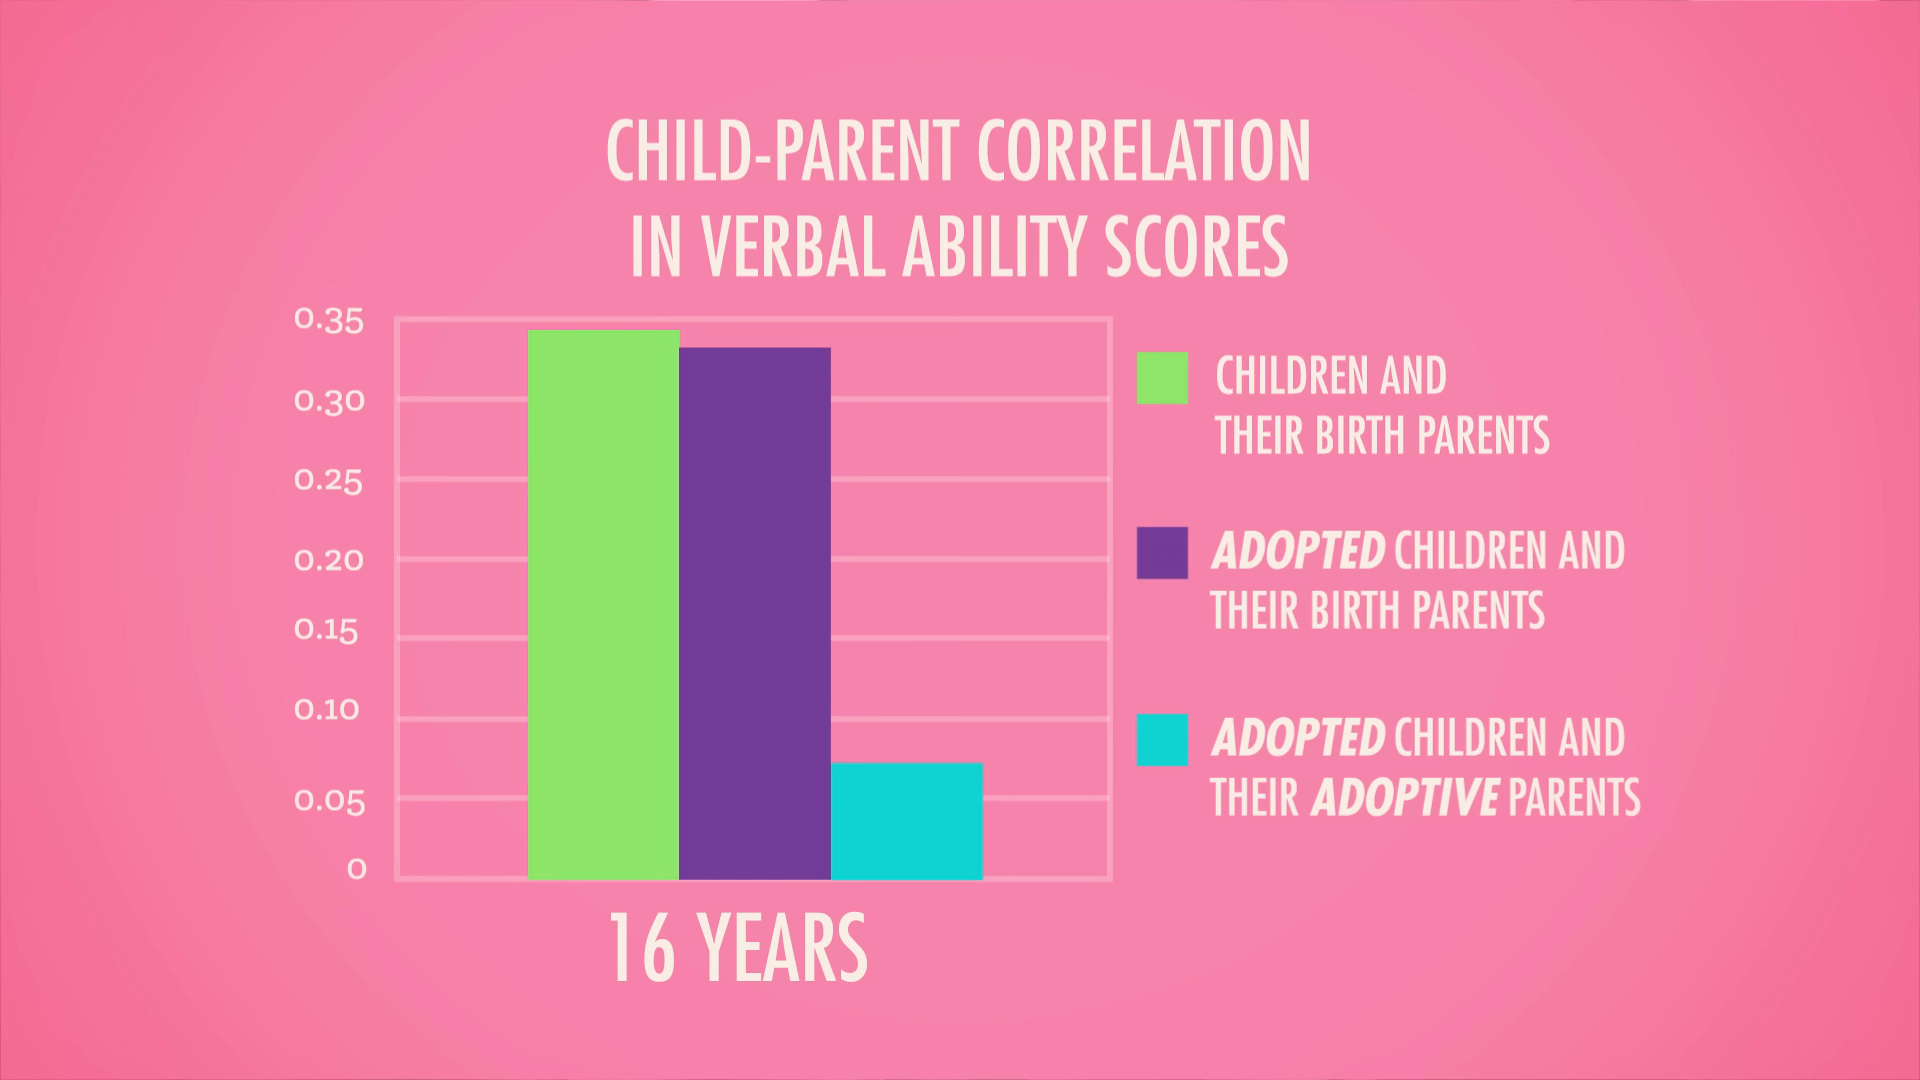 CHILD-PARENT CORRELATION
IN VERBAL ABILITY SCORES
0.35
0.30
0.25
0.20
0.15
0.10
0.05
0
16 YEARS
CHILDREN AND
THEIR BIRTH PARENTS
ADOPTED CHILDREN AND
THEIR BIRTH PARENTS
ADOPTED CHILDREN AND
THEIR ADOPTIVE PARENTS